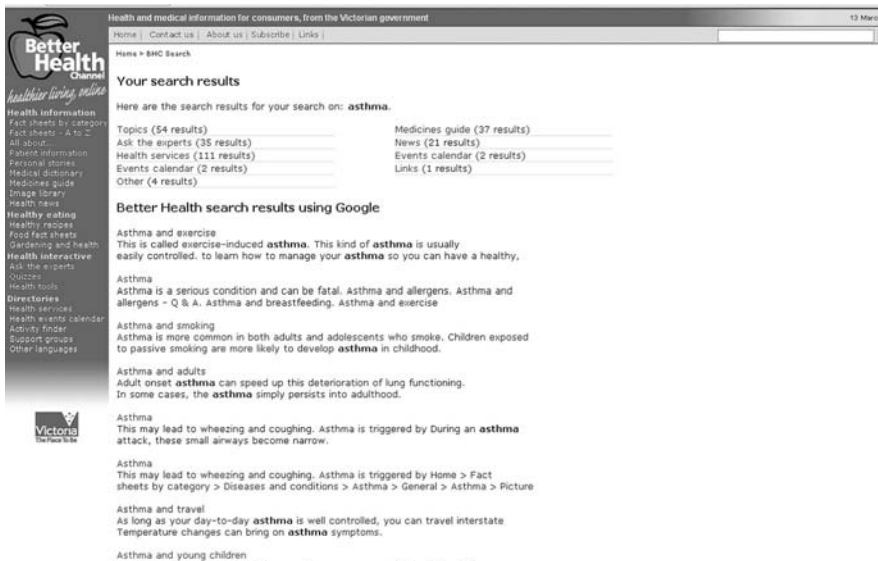 Health and medical information for consumers, from the Victorian government
Home | Contact us | About us | Subscribe | Links |
Better
Health
Channel
healthier living, online
Health information
Fact sheets by category
Fact sheets - A to Z
All about...
Patient information
Personal stories
Medical dictionary
Medicines guide
Image library
Health news
Healthy eating
Healthy recipes
Food fact sheets
Gardening and health
Health interactive
Ask the experts
Quizzes
Health tools
Directories
Health services
Health events calendar
Activity finder
Support groups
Other languages
Victoria
The Place To Be
Home > BHC Search
Your search results
Here are the search results for your search on: asthma.
Topics (54 results)
Ask the experts (35 results)
Health services (111 results)
Events calendar (2 results)
Other (4 results)
Medicines guide (37 results)
News (21 results)
Events calendar (2 results)
Links (1 results)
Better Health search results using Google
Asthma and exercise
This is called exercise-induced asthma. This kind of asthma is usually
easily controlled. to learn how to manage your asthma so you can have a healthy,
Asthma
Asthma is a serious condition and can be fatal. Asthma and allergens. Asthma and
allergens - Q & A. Asthma and breastfeeding. Asthma and exercise
Asthma and smoking
Asthma is more common in both adults and adolescents who smoke. Children exposed
to passive smoking are more likely to develop asthma in childhood.
Asthma and adults
Adult onset asthma can speed up this deterioration of lung functioning.
In some cases, the asthma simply persists into adulthood.
Asthma
This may lead to wheezing and coughing. Asthma is triggered by During an asthma
attack, these small airways become narrow.
Asthma
This may lead to wheezing and coughing. Asthma is triggered by Home > Fact
sheets by category > Diseases and conditions > Asthma > General > Asthma > Picture
Asthma and travel
As long as your day-to-day asthma is well controlled, you can travel interstate
Temperature changes can bring on asthma symptoms.
Asthma and young children